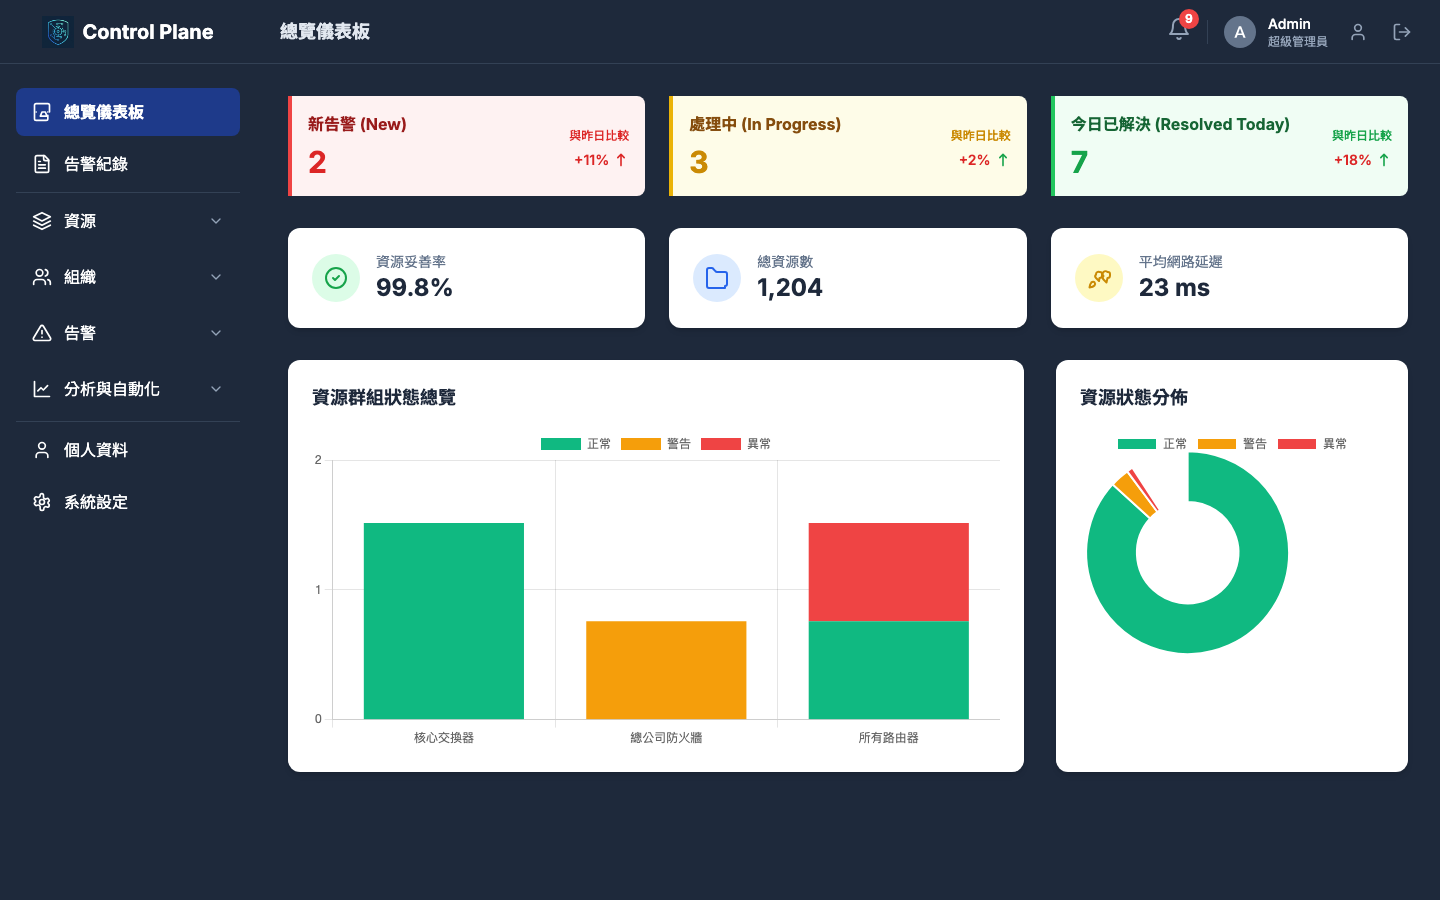 Control Plane
總覽儀表板
9
A
Admin
超級管理員
總覽儀表板
告警紀錄
資源
組織
告警
分析與自動化
個人資料
系統設定
新告警 (New)
2
與昨日比較
+11% ↑
處理中 (In Progress)
3
與昨日比較
+2% ↑
今日已解決 (Resolved Today)
7
與昨日比較
+18% ↑
資源妥善率
99.8%
總資源數
1,204
平均網路延遲
23 ms
資源群組狀態總覽
正常 警告 異常
2
1
0
核心交換器 總公司防火牆 所有路由器
資源狀態分佈
正常 警告 異常